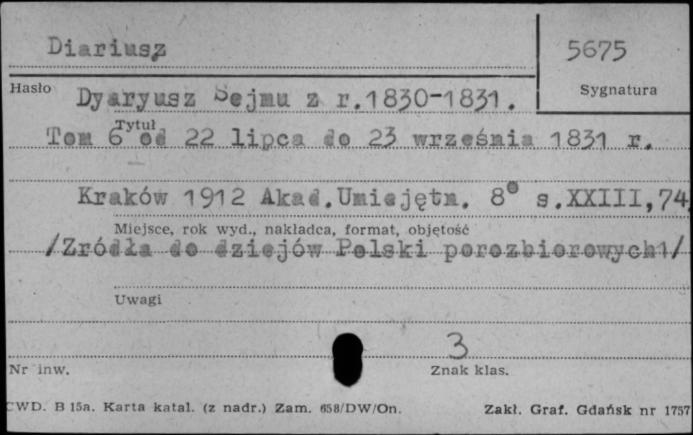 Diariusz
5675
Hasło
Sygnatura
Dyaryusz Sejmu z r.1830-1831.
Tytuł
Tom 6 od 22 lipca do 23 września 1831 r.
Kraków 1912 Akad.Umiejętn. 8° s.XXIII,74
Miejsce, rok wyd., nakładca, format, objętość
/Zródła do dziejów Polski porozbiorowych1/
Uwagi
3
Nr inw.
Znak klas.
CWD. B 15a. Karta katal. (z nadr.) Zam. 658/DW/On.
Zakł. Graf. Gdańsk nr 1757